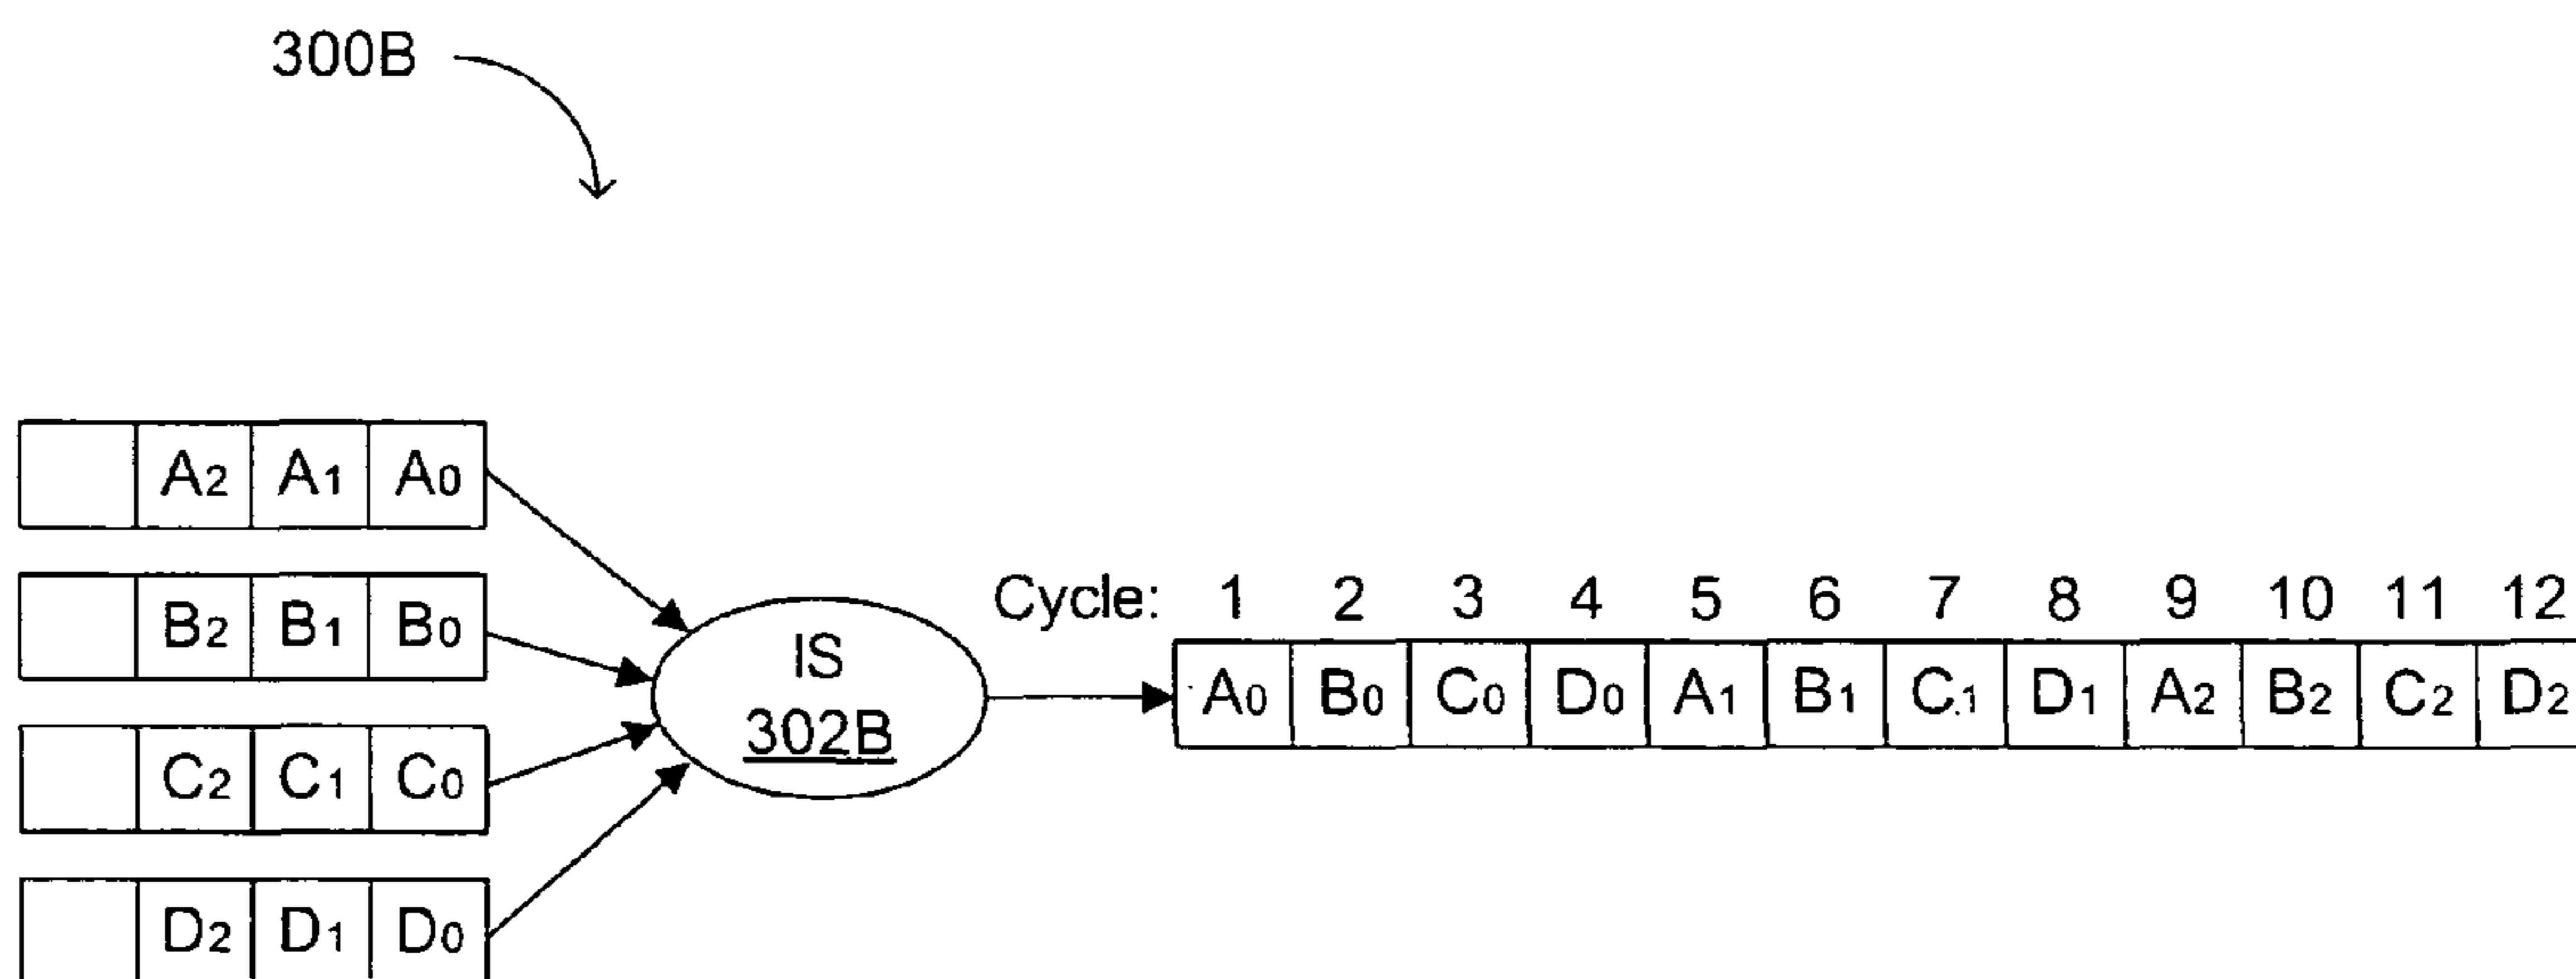 300B
A2 A1 A0
B2 B1 B0
C2 C1 C0
D2 D1 D0
IS
302B
Cycle: 1 2 3 4 5 6 7 8 9 10 11 12
A0 B0 C0 D0 A1 B1 C1 D1 A2 B2 C2 D2